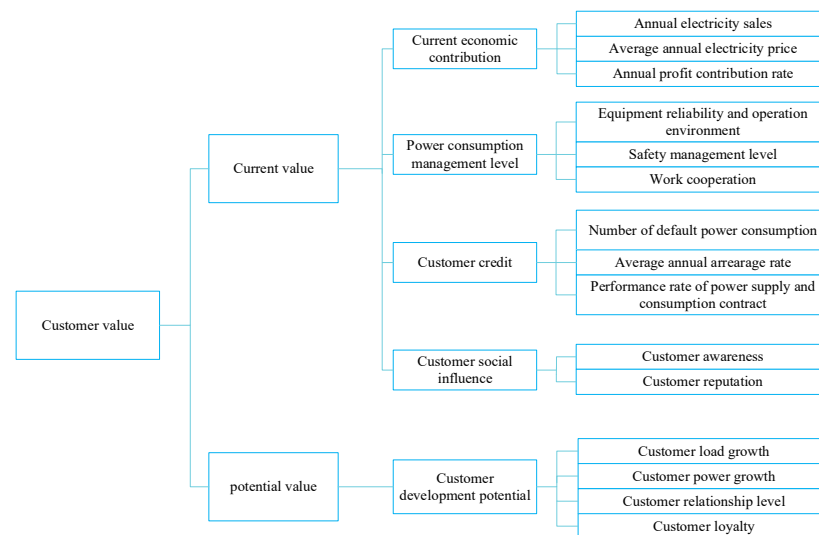 Customer value
Current value
potential value
Current economic
contribution
Power consumption
management level
Customer credit
Customer social
influence
Customer
development potential
Annual electricity sales
Average annual electricity price
Annual profit contribution rate
Equipment reliability and operation
environment
Safety management level
Work cooperation
Number of default power consumption
Average annual arrearage rate
Performance rate of power supply and
consumption contract
Customer awareness
Customer reputation
Customer load growth
Customer power growth
Customer relationship level
Customer loyalty